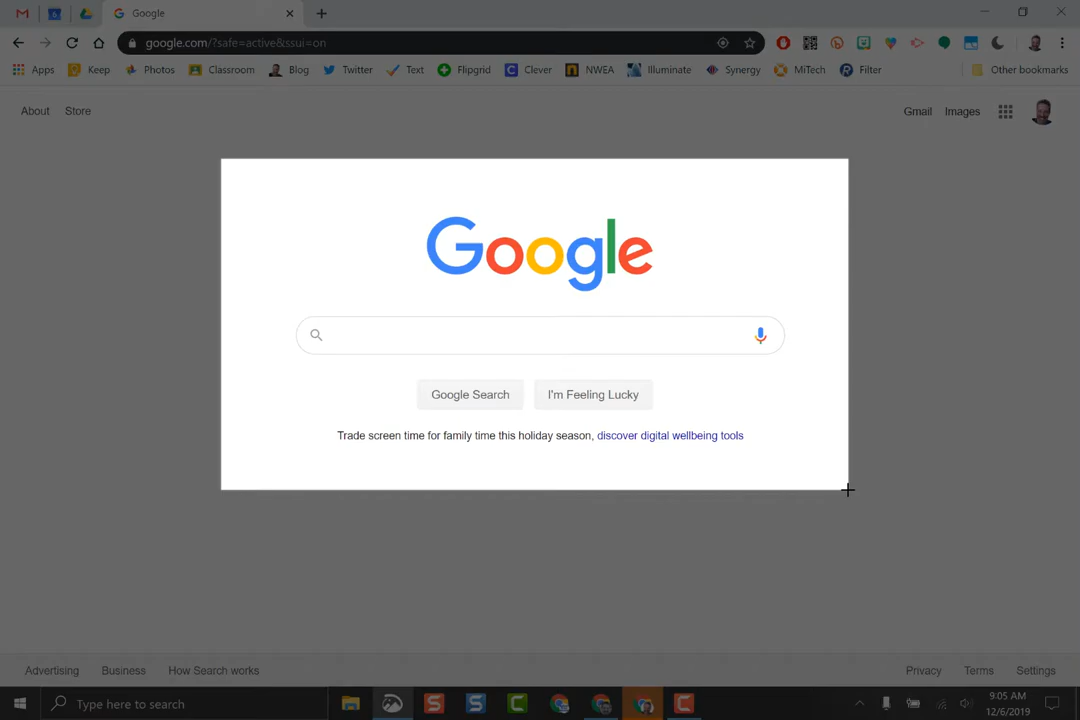 Google
google.com/?safe=active&ssui=on
Apps Keep Photos Classroom Blog Twitter Text Flipgrid Clever NWEA Illuminate Synergy MiTech Filter Other bookmarks
About Store Gmail Images
Google
Google Search I'm Feeling Lucky
Trade screen time for family time this holiday season, discover digital wellbeing tools
Advertising Business How Search works Privacy Terms Settings
Type here to search
9:05 AM
12/6/2019